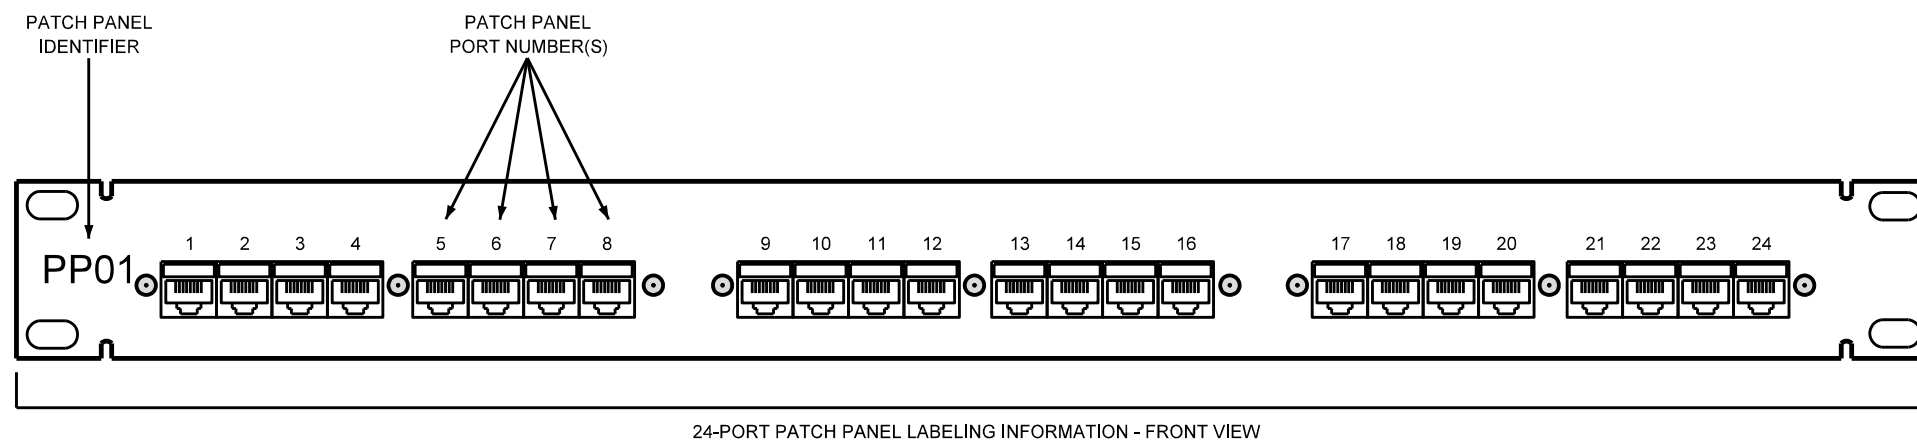 PATCH PANEL
IDENTIFIER
PATCH PANEL
PORT NUMBER(S)
1 2 3 4 5 6 7 8 9 10 11 12 13 14 15 16 17 18 19 20 21 22 23 24
PP01
24-PORT PATCH PANEL LABELING INFORMATION - FRONT VIEW